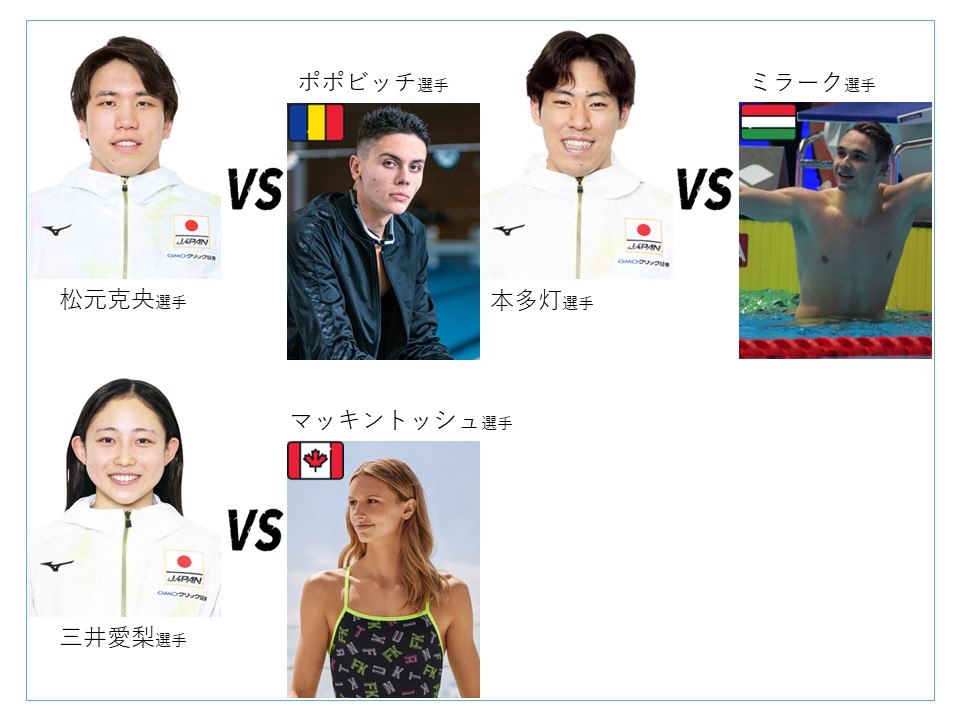 ポポビッチ選手
ミラーク選手
VS
VS
JAPAN
GMOクリック証券
JAPAN
GMOクリック証券
松元克央選手
本多灯選手
マッキントッシュ選手
VS
JAPAN
GMOクリック証券
三井愛梨選手